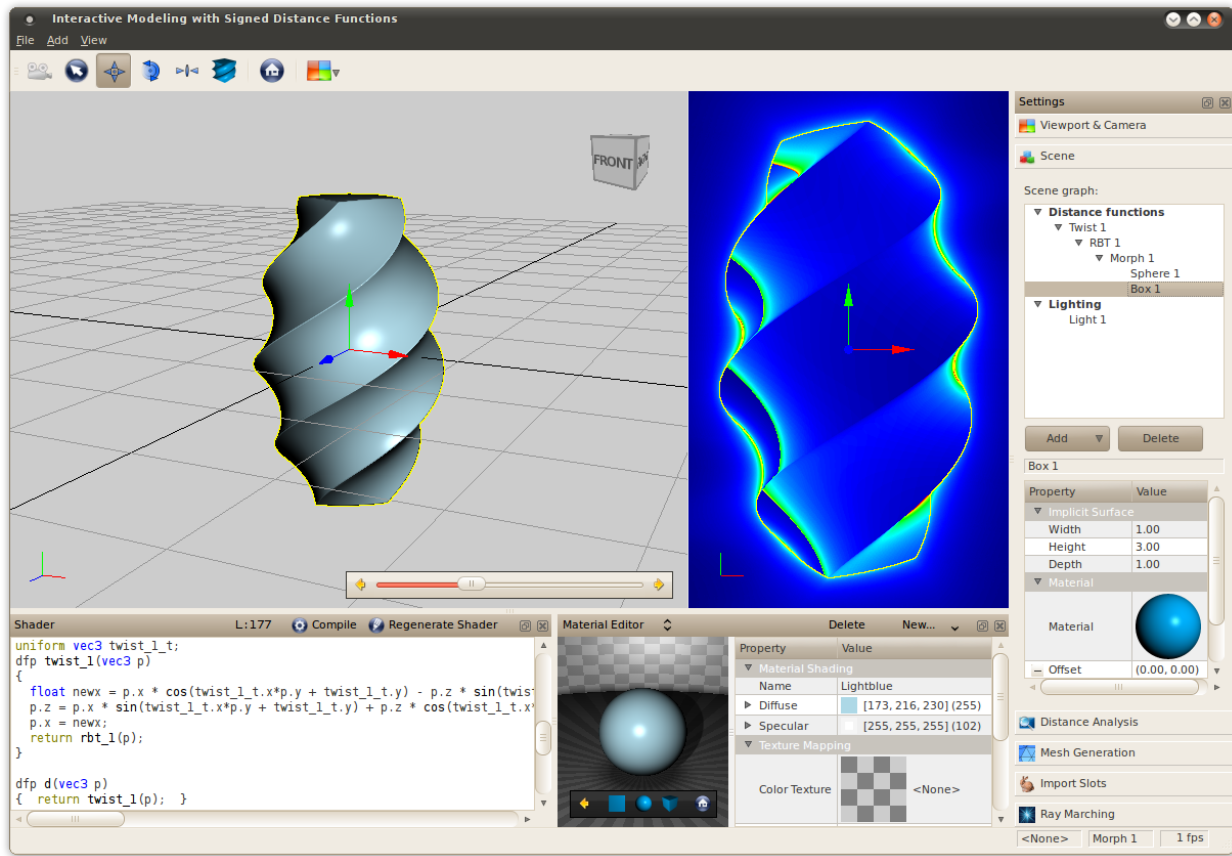 Interactive Modeling with Signed Distance Functions
File Add View
FRONT
Settings
Viewport & Camera
Scene
Scene graph:
Distance functions
Twist 1
RBT 1
Morph 1
Sphere 1
Box 1
Lighting
Light 1
Add Delete
Box 1
Property Value
Implicit Surface
Width 1.00
Height 3.00
Depth 1.00
Material
Material
Offset (0.00, 0.00)
Distance Analysis
Mesh Generation
Import Slots
Ray Marching
Shader L:177 Compile Regenerate Shader
uniform vec3 twist_1_t;
dfp twist_1(vec3 p)
{
float newx = p.x * cos(twist_1_t.x*p.y + twist_1_t.y) - p.z * sin(twist
p.z = p.x * sin(twist_1_t.x*p.y + twist_1_t.y) + p.z * cos(twist_1_t.x*
p.x = newx;
return rbt_1(p);
}
dfp d(vec3 p)
{ return twist_1(p); }
Material Editor Delete New...
Property Value
Material Shading
Name Lightblue
Diffuse [173, 216, 230] (255)
Specular [255, 255, 255] (102)
Texture Mapping
Color Texture <None>
<None> Morph 1 1 fps